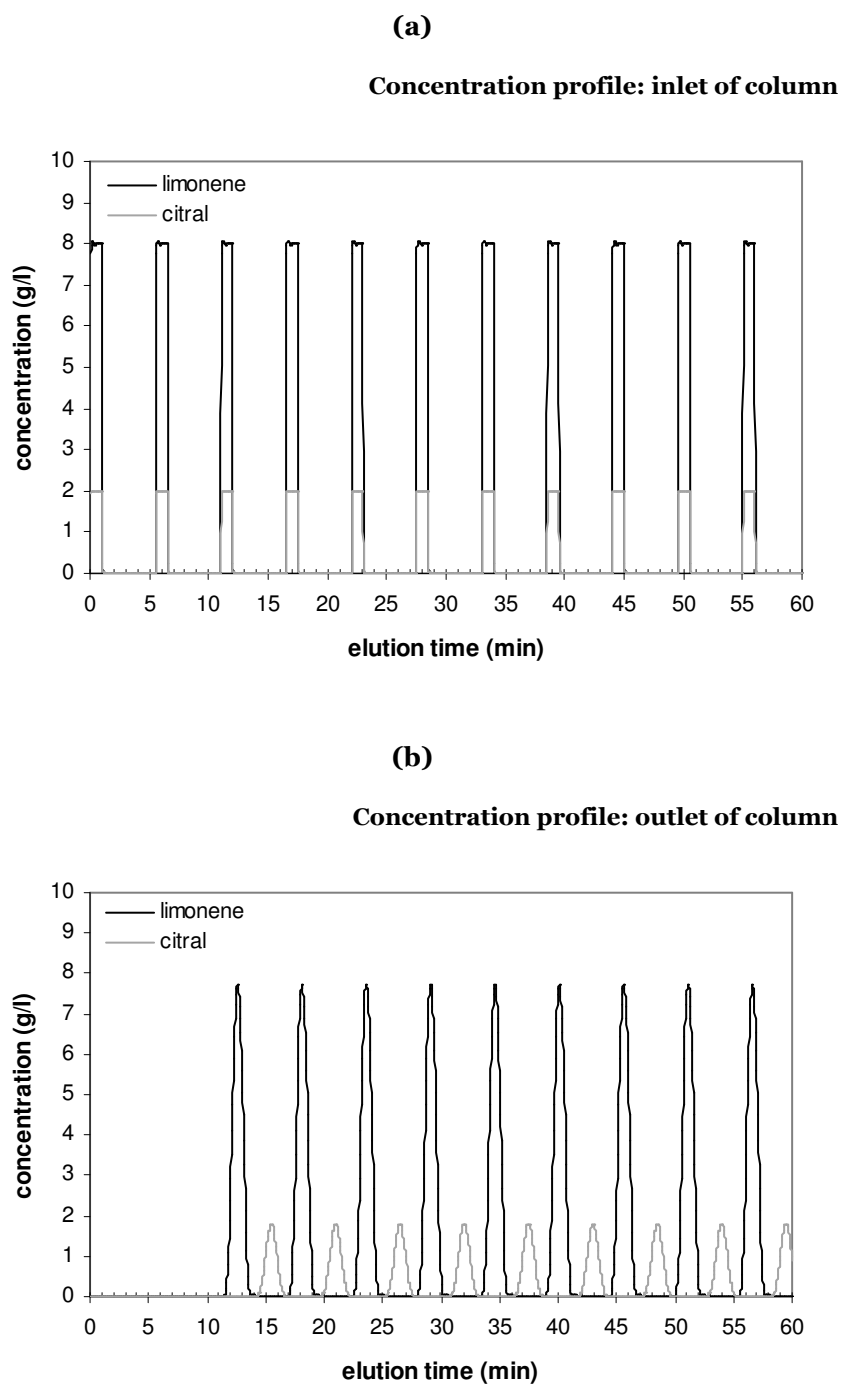 (a)
Concentration profile: inlet of column
10
9
8
7
6
5
4
3
2
1
0
concentration (g/l)
limonene
citral
0 5 10 15 20 25 30 35 40 45 50 55 60
elution time (min)
(b)
Concentration profile: outlet of column
10
9
8
7
6
5
4
3
2
1
0
concentration (g/l)
limonene
citral
0 5 10 15 20 25 30 35 40 45 50 55 60
elution time (min)